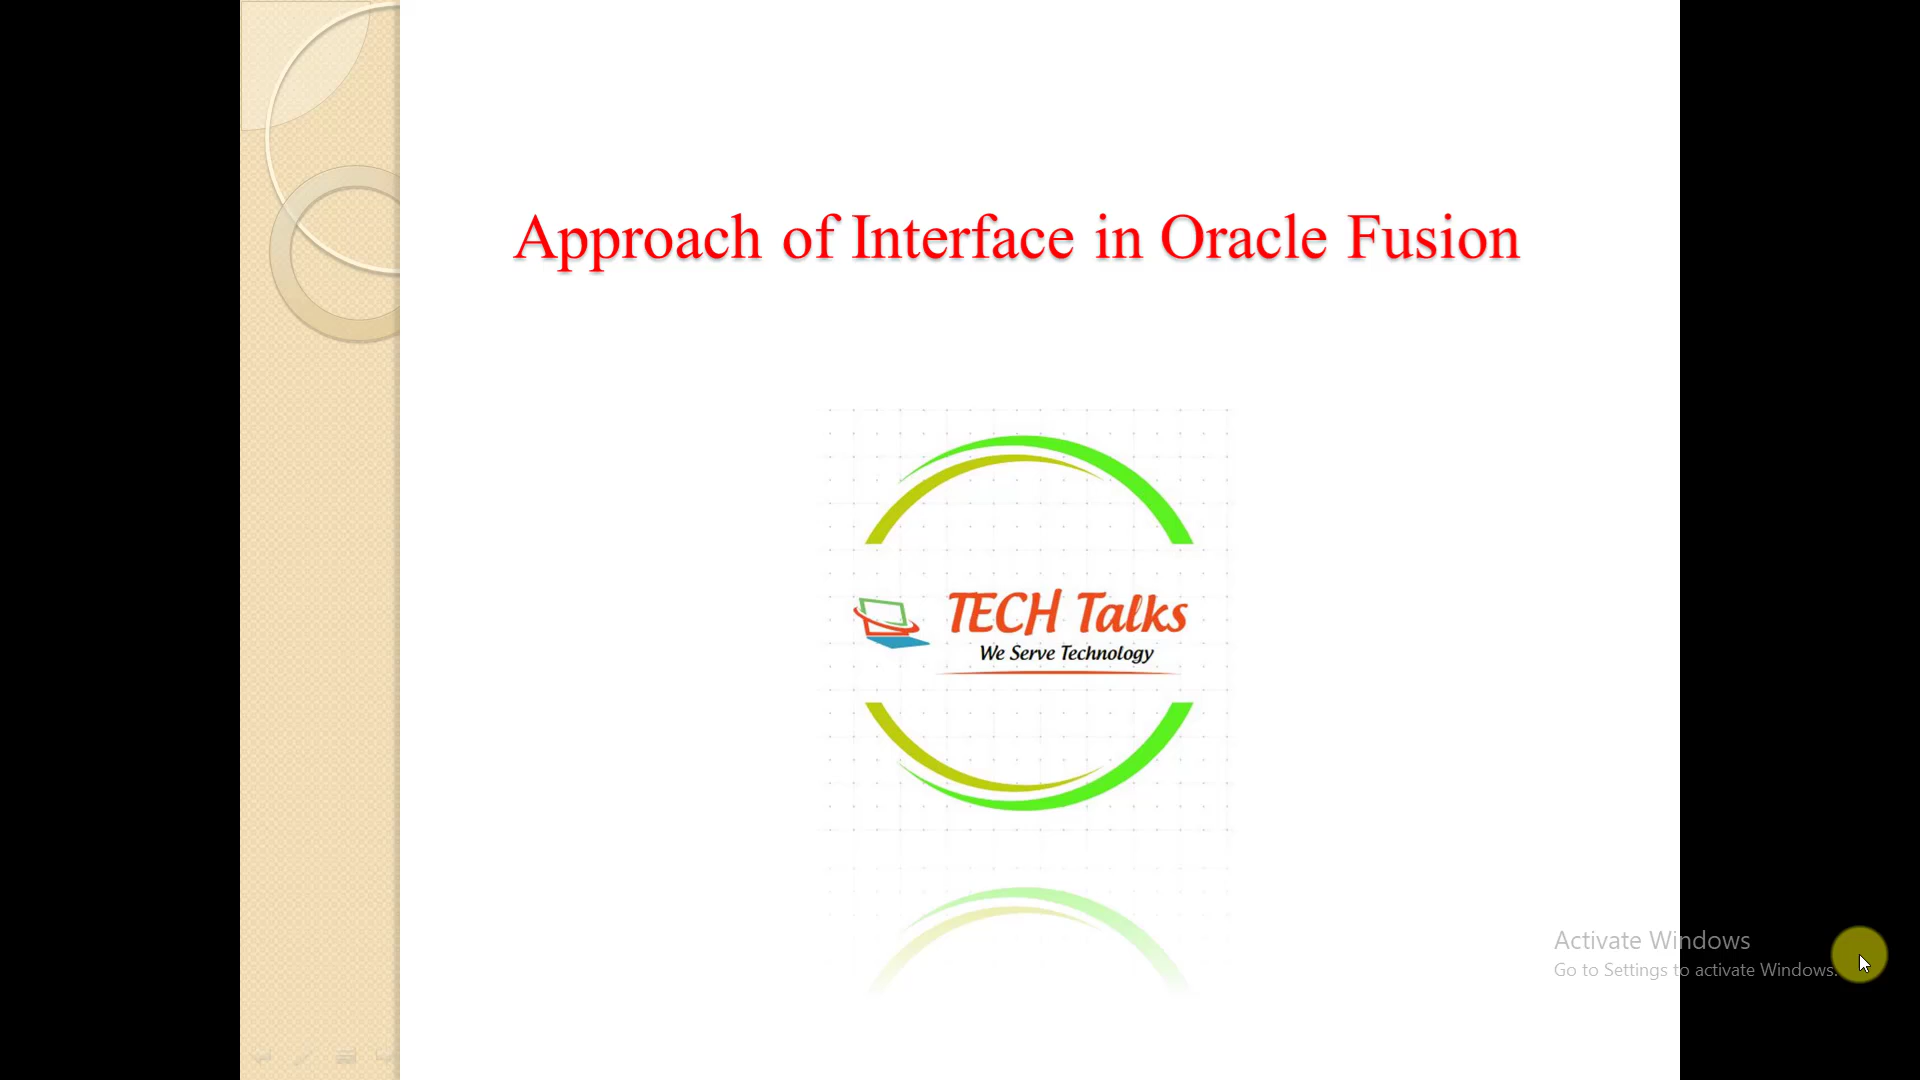 Approach of Interface in Oracle Fusion
TECH Talks
We Serve Technology
Activate Windows
Go to Settings to activate Windows.